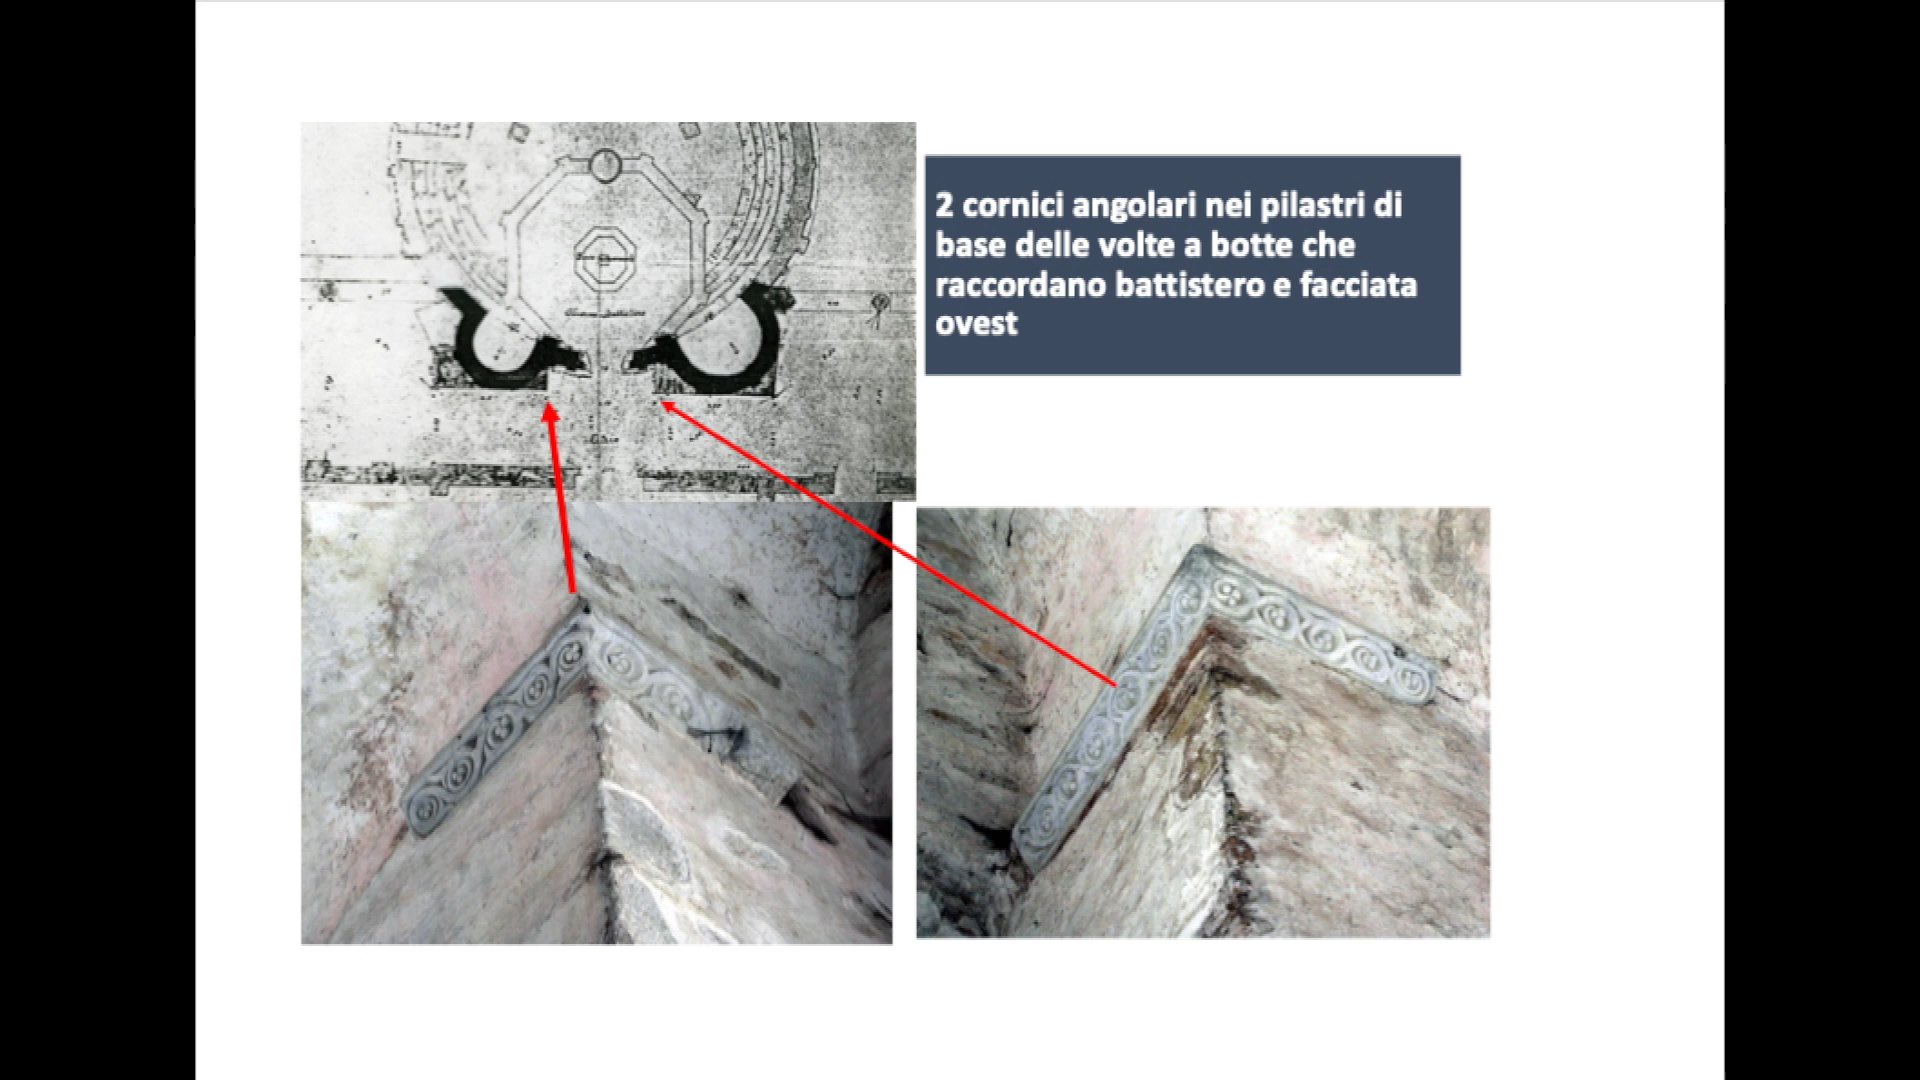 2 cornici angolari nei pilastri di
base delle volte a botte che
raccordano battistero e facciata
ovest